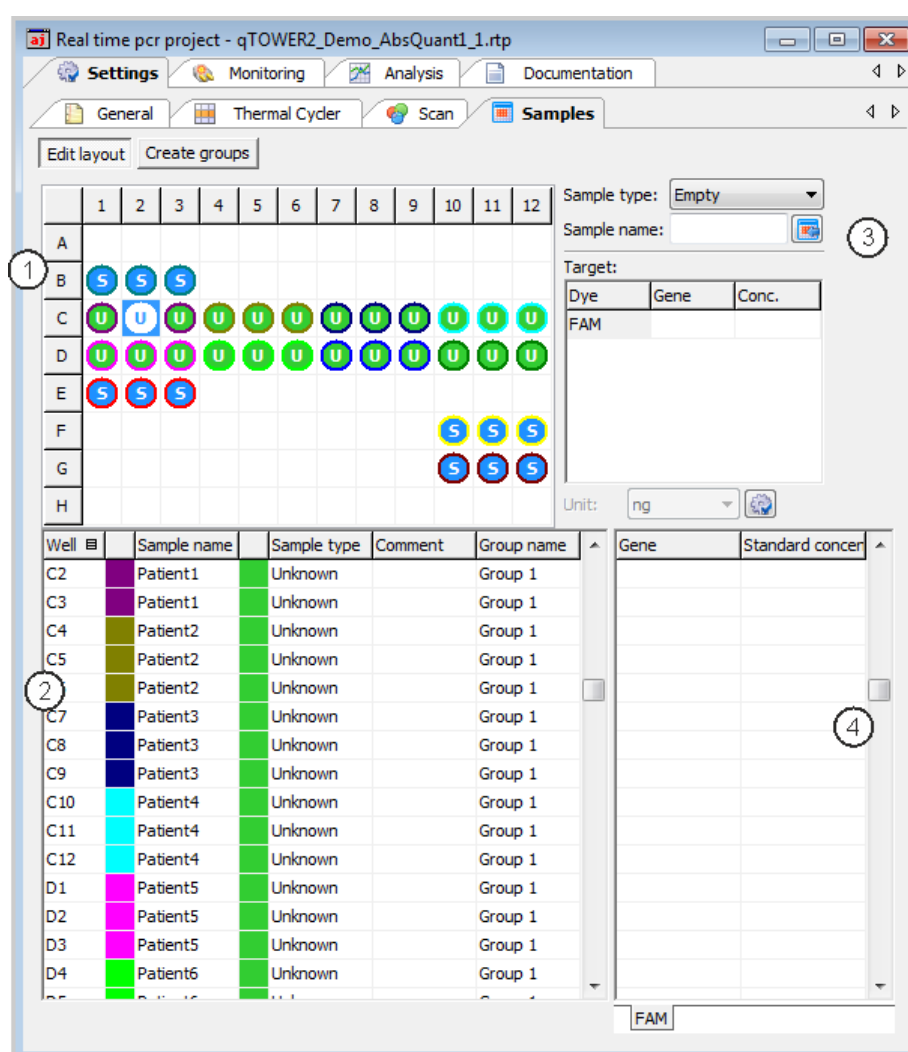 Real time pcr project - qTOWER2_Demo_AbsQuant1_1.rtp
Settings Monitoring Analysis Documentation
General Thermal Cycler Scan Samples
Edit layout Create groups
1 2 3 4 5 6 7 8 9 10 11 12
A
B S S S
C U U U U U U U U U U U U
D U U U U U U U U U U U U
E S S S
F S S S
G S S S
H
1
Sample type: Empty
Sample name:
3
Target:
Dye Gene Conc.
FAM
Unit: ng
Well Sample name Sample type Comment Group name
C2 Patient1 Unknown Group 1
C3 Patient1 Unknown Group 1
C4 Patient2 Unknown Group 1
C5 Patient2 Unknown Group 1
2 Patient2 Unknown Group 1
C7 Patient3 Unknown Group 1
C8 Patient3 Unknown Group 1
C9 Patient3 Unknown Group 1
C10 Patient4 Unknown Group 1
C11 Patient4 Unknown Group 1
C12 Patient4 Unknown Group 1
D1 Patient5 Unknown Group 1
D2 Patient5 Unknown Group 1
D3 Patient5 Unknown Group 1
D4 Patient6 Unknown Group 1
Gene Standard concen
4
FAM